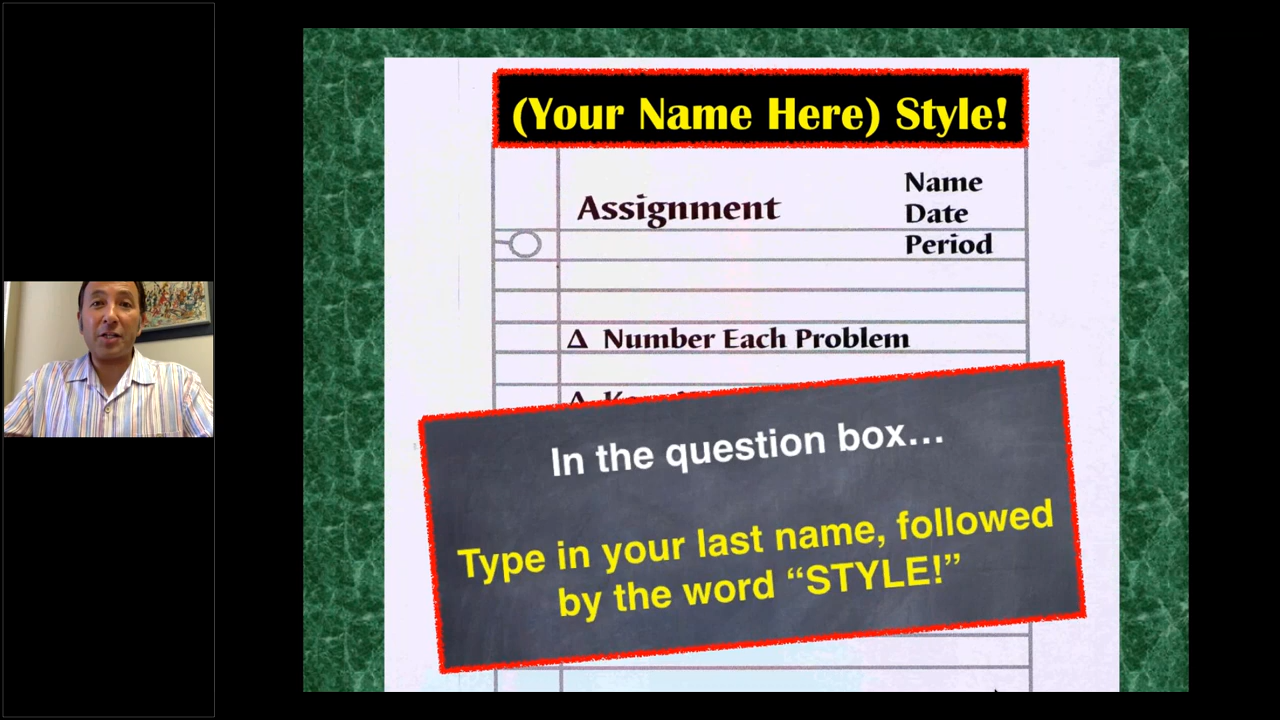 (Your Name Here) Style!
Name
Assignment
Date
Period
Δ Number Each Problem
Δ
In the question box...
Type in your last name, followed
by the word “STYLE!”